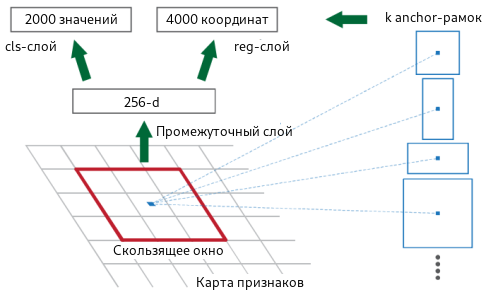 2000 значений
4000 координат
k anchor-рамок
cls-слой
reg-слой
256-d
Промежуточный слой
Скользящее окно
Карта признаков